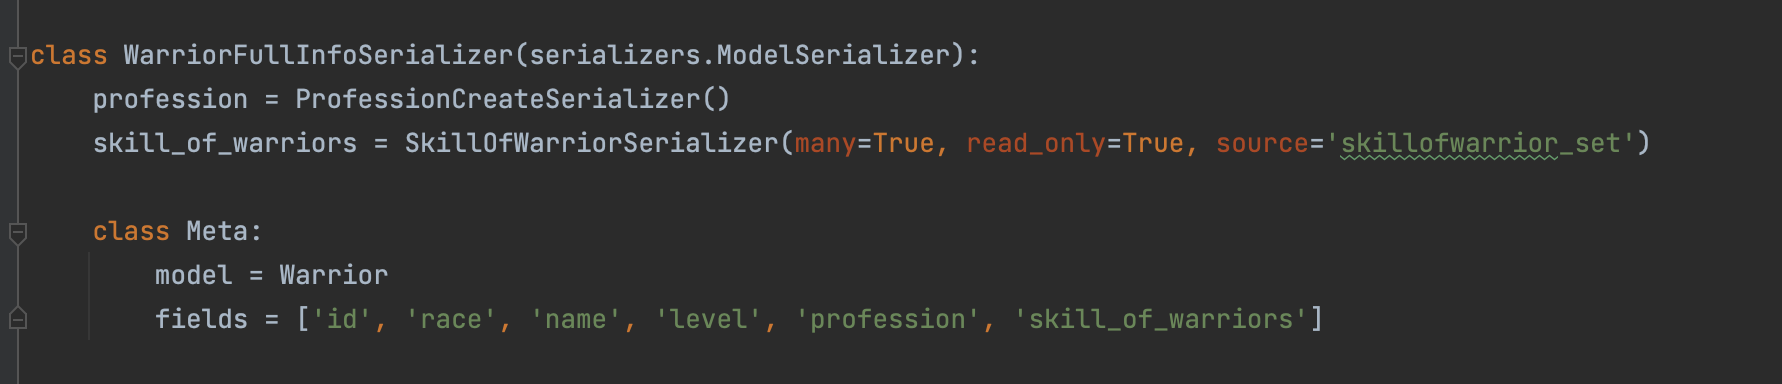 class WarriorFullInfoSerializer(serializers.ModelSerializer):
    profession = ProfessionCreateSerializer()
    skill_of_warriors = SkillOfWarriorSerializer(many=True, read_only=True, source='skillofwarrior_set')
    class Meta:
        model = Warrior
        fields = ['id', 'race', 'name', 'level', 'profession', 'skill_of_warriors']